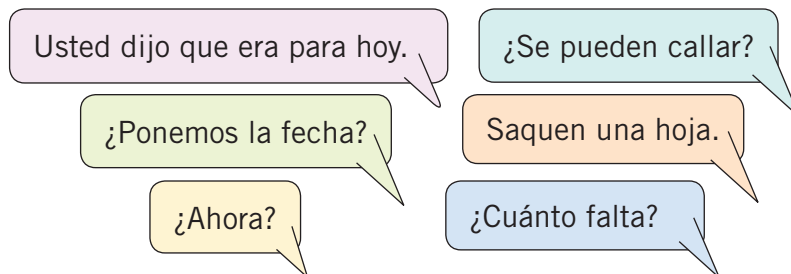 Usted dijo que era para hoy.
¿Se pueden callar?
¿Ponemos la fecha?
Saquen una hoja.
¿Ahora?
¿Cuánto falta?